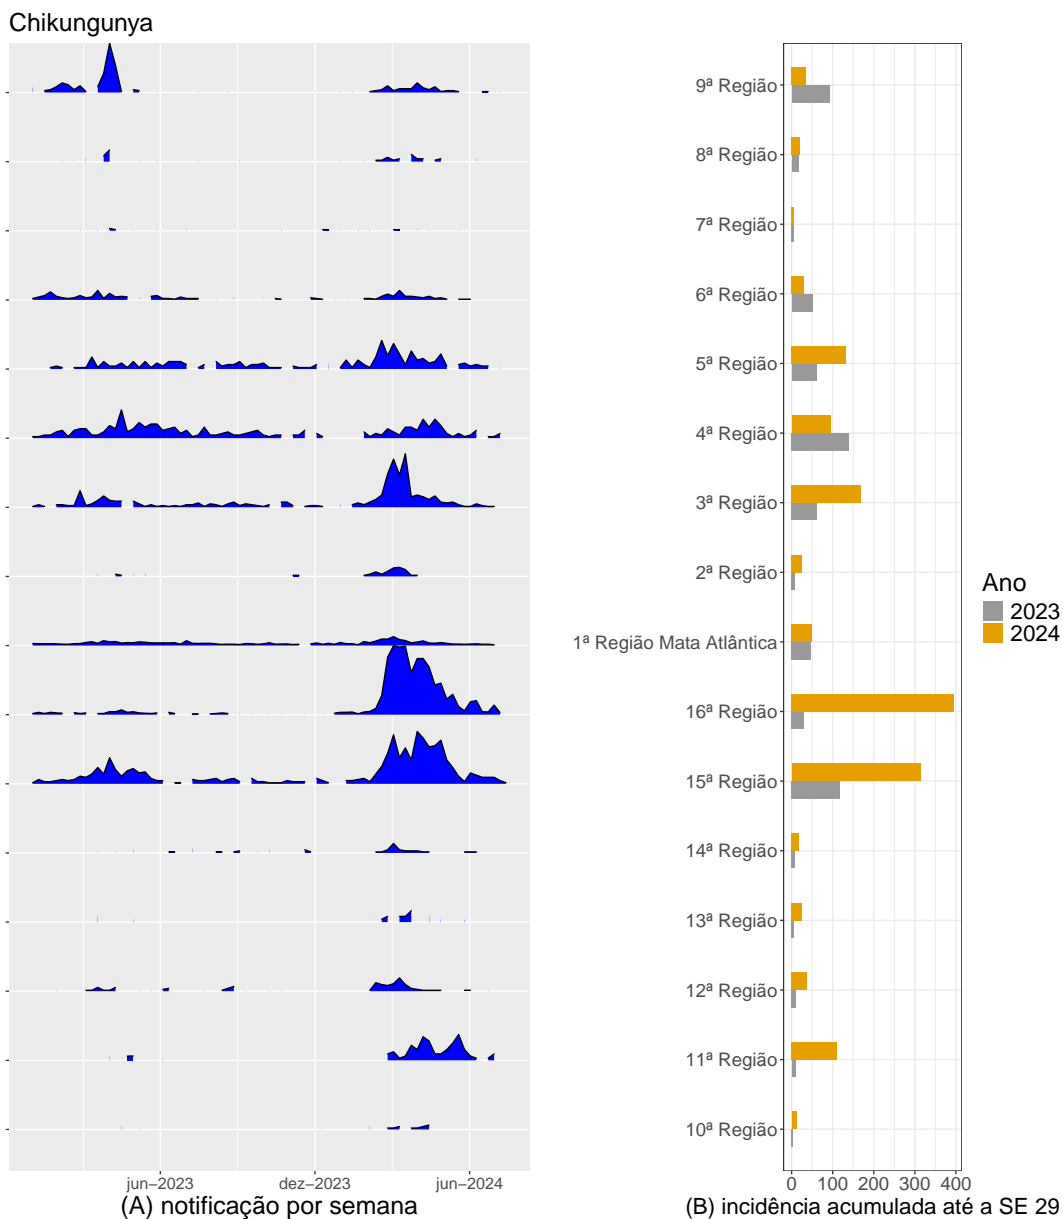 Chikungunya
9ª Região
8ª Região
7ª Região
6ª Região
5ª Região
4ª Região
3ª Região
2ª Região
1ª Região Mata Atlântica
16ª Região
15ª Região
14ª Região
13ª Região
12ª Região
11ª Região
10ª Região
Ano
2023
2024
jun–2023 dez–2023 jun–2024
(A) notificação por semana
0 100 200 300 400
(B) incidência acumulada até a SE 29